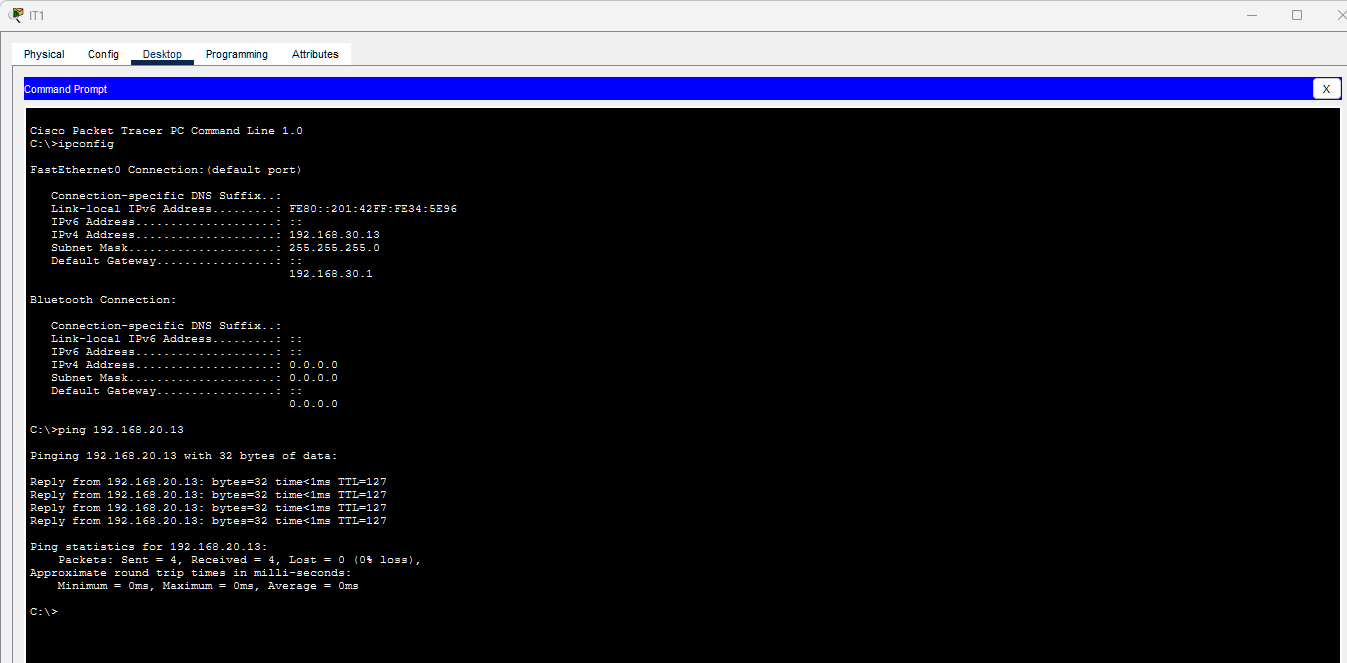 IT1
Physical Config Desktop Programming Attributes
Command Prompt X
Cisco Packet Tracer PC Command Line 1.0
C:\>ipconfig
FastEthernet0 Connection:(default port)
Connection-specific DNS Suffix..:
Link-local IPv6 Address.........: FE80::201:42FF:FE34:5E96
IPv6 Address....................: ::
IPv4 Address....................: 192.168.30.13
Subnet Mask.....................: 255.255.255.0
Default Gateway.................: ::
192.168.30.1
Bluetooth Connection:
Connection-specific DNS Suffix..:
Link-local IPv6 Address.........: ::
IPv6 Address....................: ::
IPv4 Address....................: 0.0.0.0
Subnet Mask.....................: 0.0.0.0
Default Gateway.................: ::
0.0.0.0
C:\>ping 192.168.20.13
Pinging 192.168.20.13 with 32 bytes of data:
Reply from 192.168.20.13: bytes=32 time<1ms TTL=127
Reply from 192.168.20.13: bytes=32 time<1ms TTL=127
Reply from 192.168.20.13: bytes=32 time<1ms TTL=127
Reply from 192.168.20.13: bytes=32 time<1ms TTL=127
Ping statistics for 192.168.20.13:
Packets: Sent = 4, Received = 4, Lost = 0 (0% loss),
Approximate round trip times in milli-seconds:
Minimum = 0ms, Maximum = 0ms, Average = 0ms
C:\>